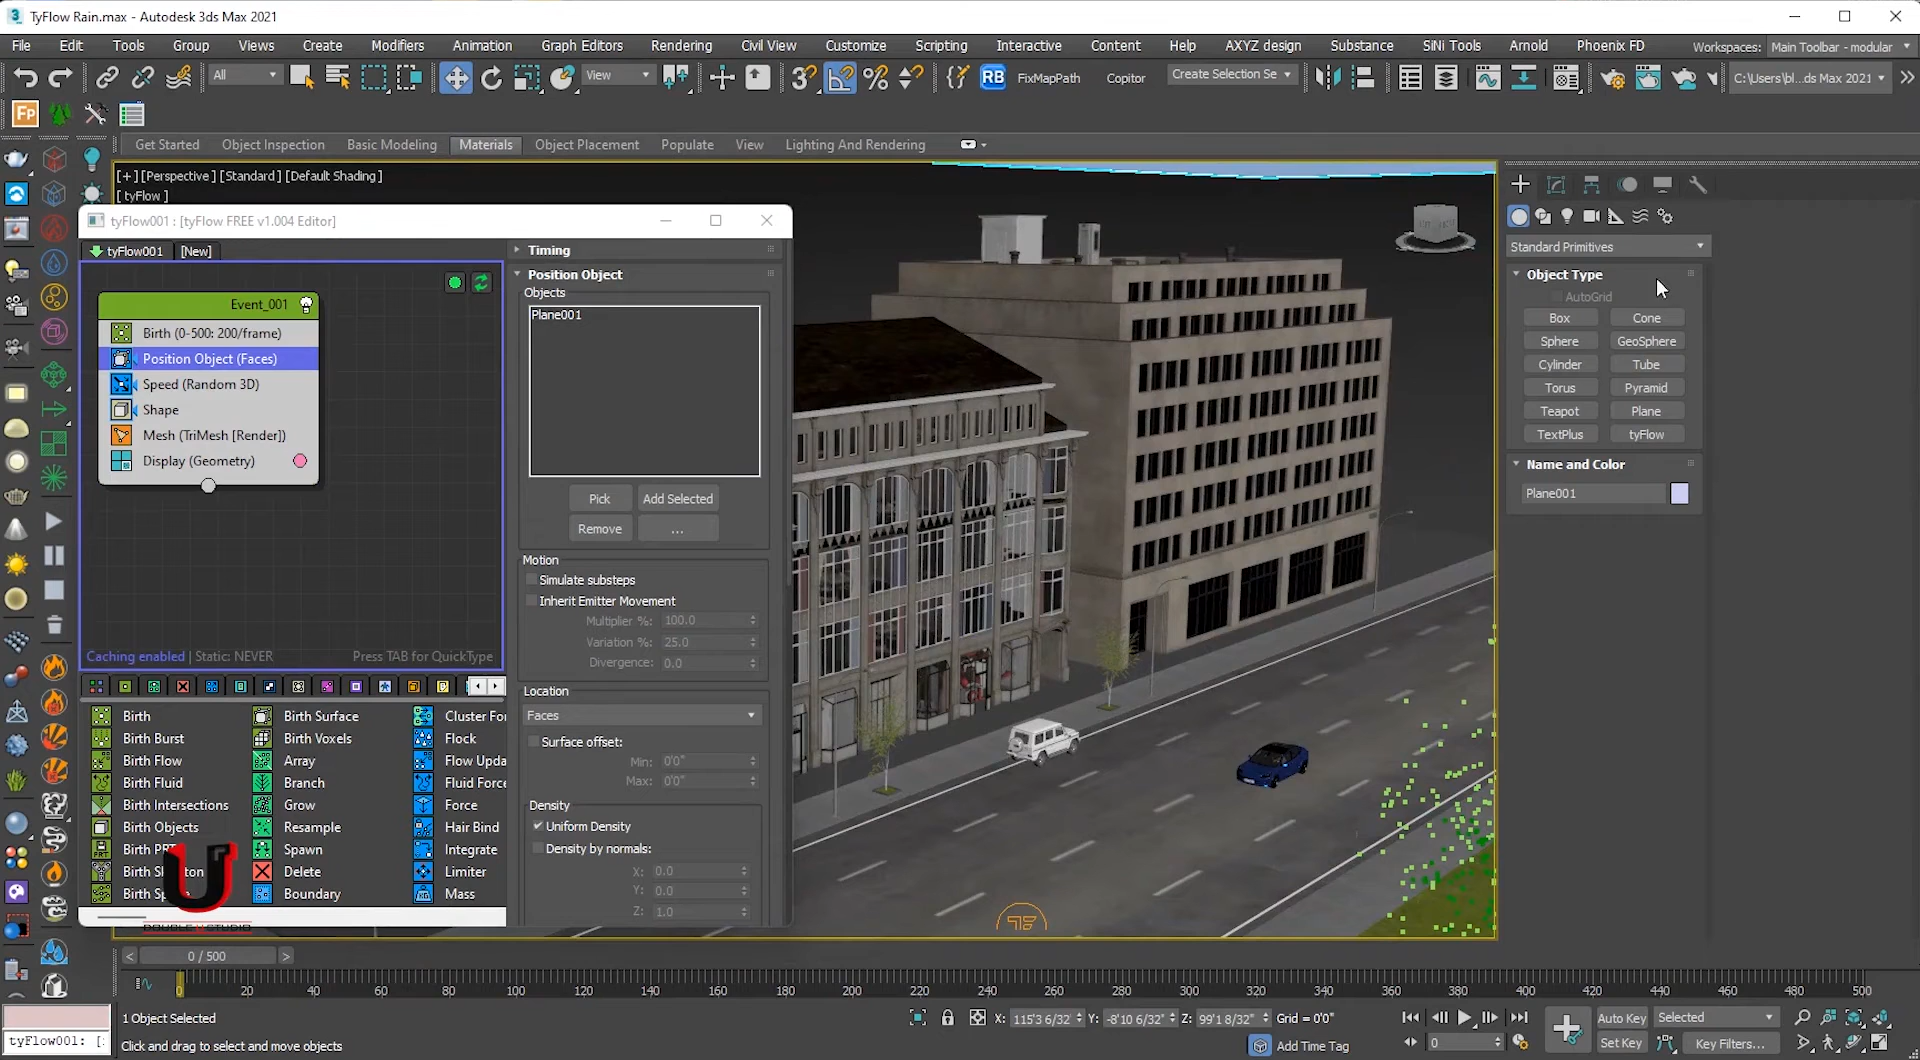 TyFlow Rain.max - Autodesk 3ds Max 2021
File Edit Tools Group Views Create Modifiers Animation Graph Editors Rendering Civil View Customize Scripting Interactive Content Help AXYZ design Substance SiNi Tools Arnold Phoenix FD Workspaces: Main Toolbar - modular
All View RB FixMapPath Copitor Create Selection Se C:\Users\pl...ds Max 2021
Fp
Get Started Object Inspection Basic Modeling Materials Object Placement Populate View Lighting And Rendering
[+] [Perspective ] [Standard ] [Default Shading ]
[ tyFlow ]
tyFlow001 : [tyFlow FREE v1.004 Editor]
tyFlow001 [New]
Event_001
Birth (0-500: 200/frame)
Position Object (Faces)
Speed (Random 3D)
Shape
Mesh (TriMesh [Render])
Display (Geometry)
Caching enabled | Static: NEVER Press TAB for QuickType
Birth Birth Surface Cluster For
Birth Burst Birth Voxels Flock
Birth Flow Array Flow Upda
Birth Fluid Branch Fluid Force
Birth Intersections Grow Force
Birth Objects Resample Hair Bind
Birth PRT Spawn Integrate
Delete Limiter
Boundary Mass
U
DOUBLE STUDIO
Timing
Position Object
Objects
Plane001
Pick Add Selected
Remove ...
Motion
Simulate substeps
Inherit Emitter Movement
Multiplier %: 100.0
Variation %: 25.0
Divergence: 0.0
Location
Faces
Surface offset:
Min: 0'0"
Max: 0'0"
Density
Uniform Density
Density by normals:
X: 0.0
Y: 0.0
Z: 1.0
Standard Primitives
Object Type
AutoGrid
Box Cone
Sphere GeoSphere
Cylinder Tube
Torus Pyramid
Teapot Plane
TextPlus tyFlow
Name and Color
Plane001
< 0 / 500 >
0 20 40 60 80 100 120 140 160 180 200 220 240 260 280 300 320 340 360 380 400 420 440 460 480 500
1 Object Selected
X: 115'3 6/32' Y: -8'10 6/32' Z: 99'1 8/32" Grid = 0'0"
Auto Key Selected
tyFlow001: [
Click and drag to select and move objects
Add Time Tag
0
Set Key Key Filters...